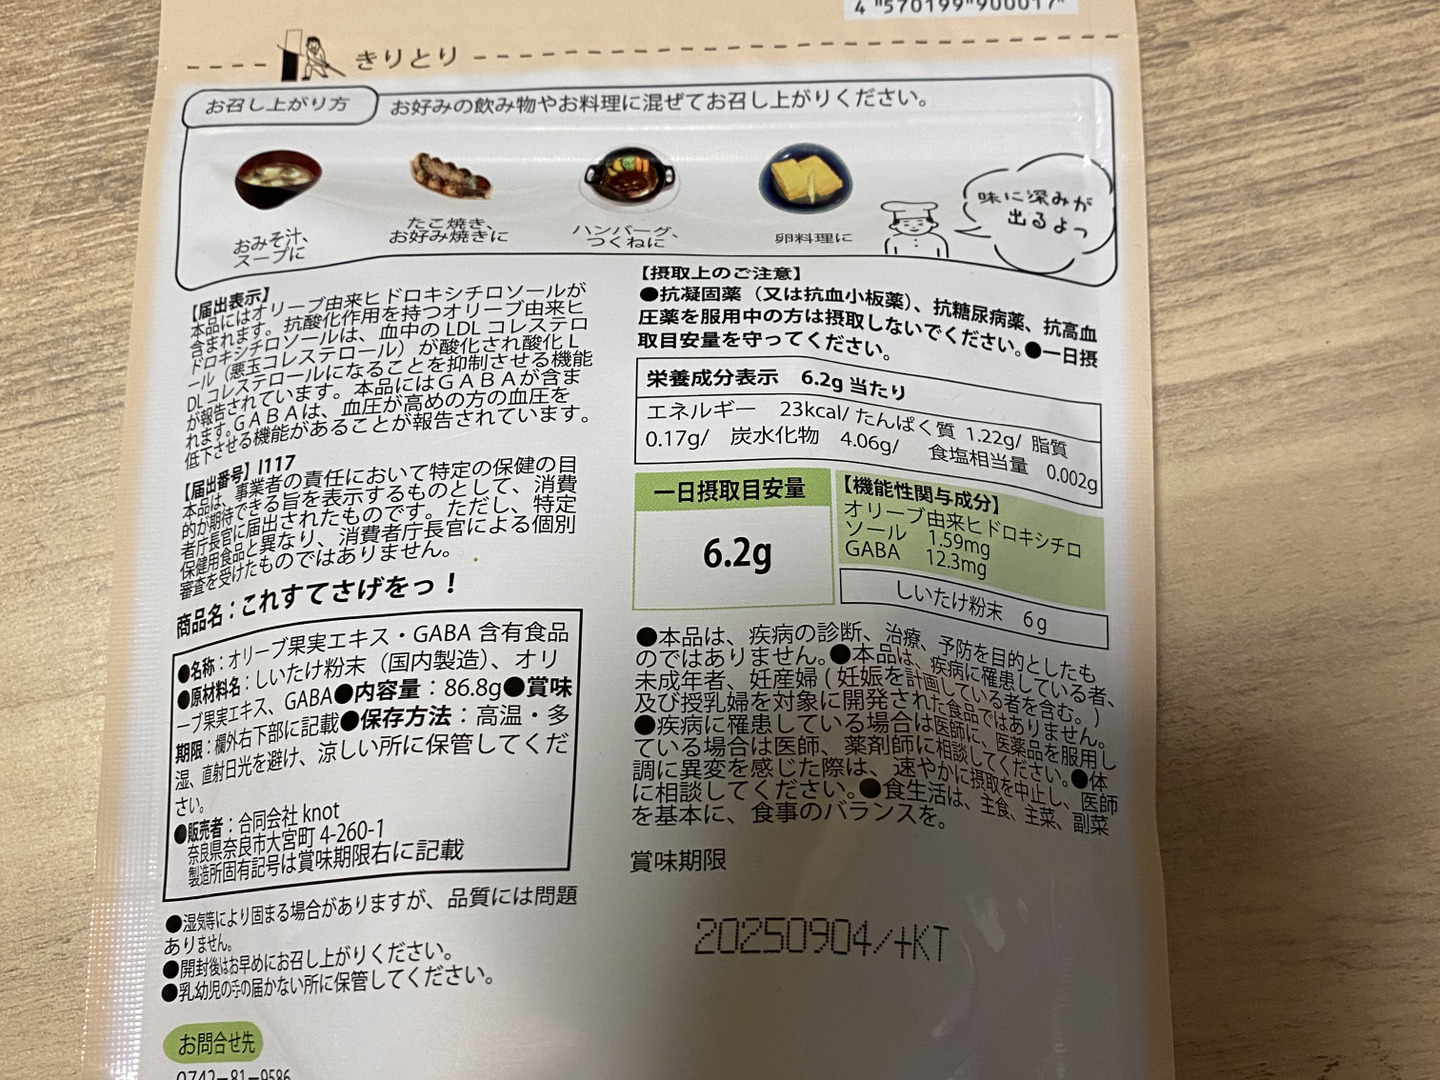 4 570199 900017
きりとり
お召し上がり方
お好みの飲み物やお料理に混ぜてお召し上がりください。
おみそ汁、
スープに
たこ焼き、
お好み焼きに
ハンバーグ、
つくねに
卵料理に
味に深みが
出るよっ
【届出表示】
本品にはオリーブ由来ヒドロキシチロソールが
含まれます。抗酸化作用を持つオリーブ由来ヒ
ドロキシチロソールは、血中の LDL コレステロ
ール（悪玉コレステロール）が酸化され酸化 L
DL コレステロールになることを抑制させる機能
が報告されています。本品にはＧＡＢＡが含ま
れます。ＧＡＢＡは、血圧が高めの方の血圧を
低下させる機能があることが報告されています。
【届出番号】I117
本品は、事業者の責任において特定の保健の目
的が期待できる旨を表示するものとして、消費
者庁長官に届出されたものです。ただし、特定
保健用食品と異なり、消費者庁長官による個別
審査を受けたものではありません。
商品名：これすてさげをっ！
●名称：オリーブ果実エキス・GABA 含有食品
●原材料名：しいたけ粉末（国内製造）、オリ
ーブ果実エキス、GABA●内容量：86.8g●賞味
期限：欄外右下部に記載●保存方法：高温・多
湿、直射日光を避け、涼しい所に保管してくだ
さい。
●販売者：合同会社 knot
奈良県奈良市大宮町 4-260-1
製造所固有記号は賞味期限右に記載
●湿気等により固まる場合がありますが、品質には問題
ありません。
●開封後はお早めにお召し上がりください。
●乳幼児の手の届かない所に保管してください。
お問合せ先
0742-81-9586
【摂取上のご注意】
●抗凝固薬（又は抗血小板薬）、抗糖尿病薬、抗高血
圧薬を服用中の方は摂取しないでください。●一日摂
取目安量を守ってください。
栄養成分表示 6.2g 当たり
エネルギー 23kcal/ たんぱく質 1.22g/ 脂質
0.17g/ 炭水化物 4.06g/ 食塩相当量 0.002g
一日摂取目安量
6.2g
【機能性関与成分】
オリーブ由来ヒドロキシチロ
ソール 1.59mg
GABA 12.3mg
しいたけ粉末 6g
●本品は、疾病の診断、治療、予防を目的としたも
のではありません。●本品は、疾病に罹患している者、
未成年者、妊産婦 ( 妊娠を計画している者を含む。)
及び授乳婦を対象に開発された食品ではありません。
●疾病に罹患している場合は医師に、医薬品を服用し
ている場合は医師、薬剤師に相談してください。●体
調に異変を感じた際は、速やかに摂取を中止し、医師
に相談してください。●食生活は、主食、主菜、副菜
を基本に、食事のバランスを。
賞味期限
20250904/+KT